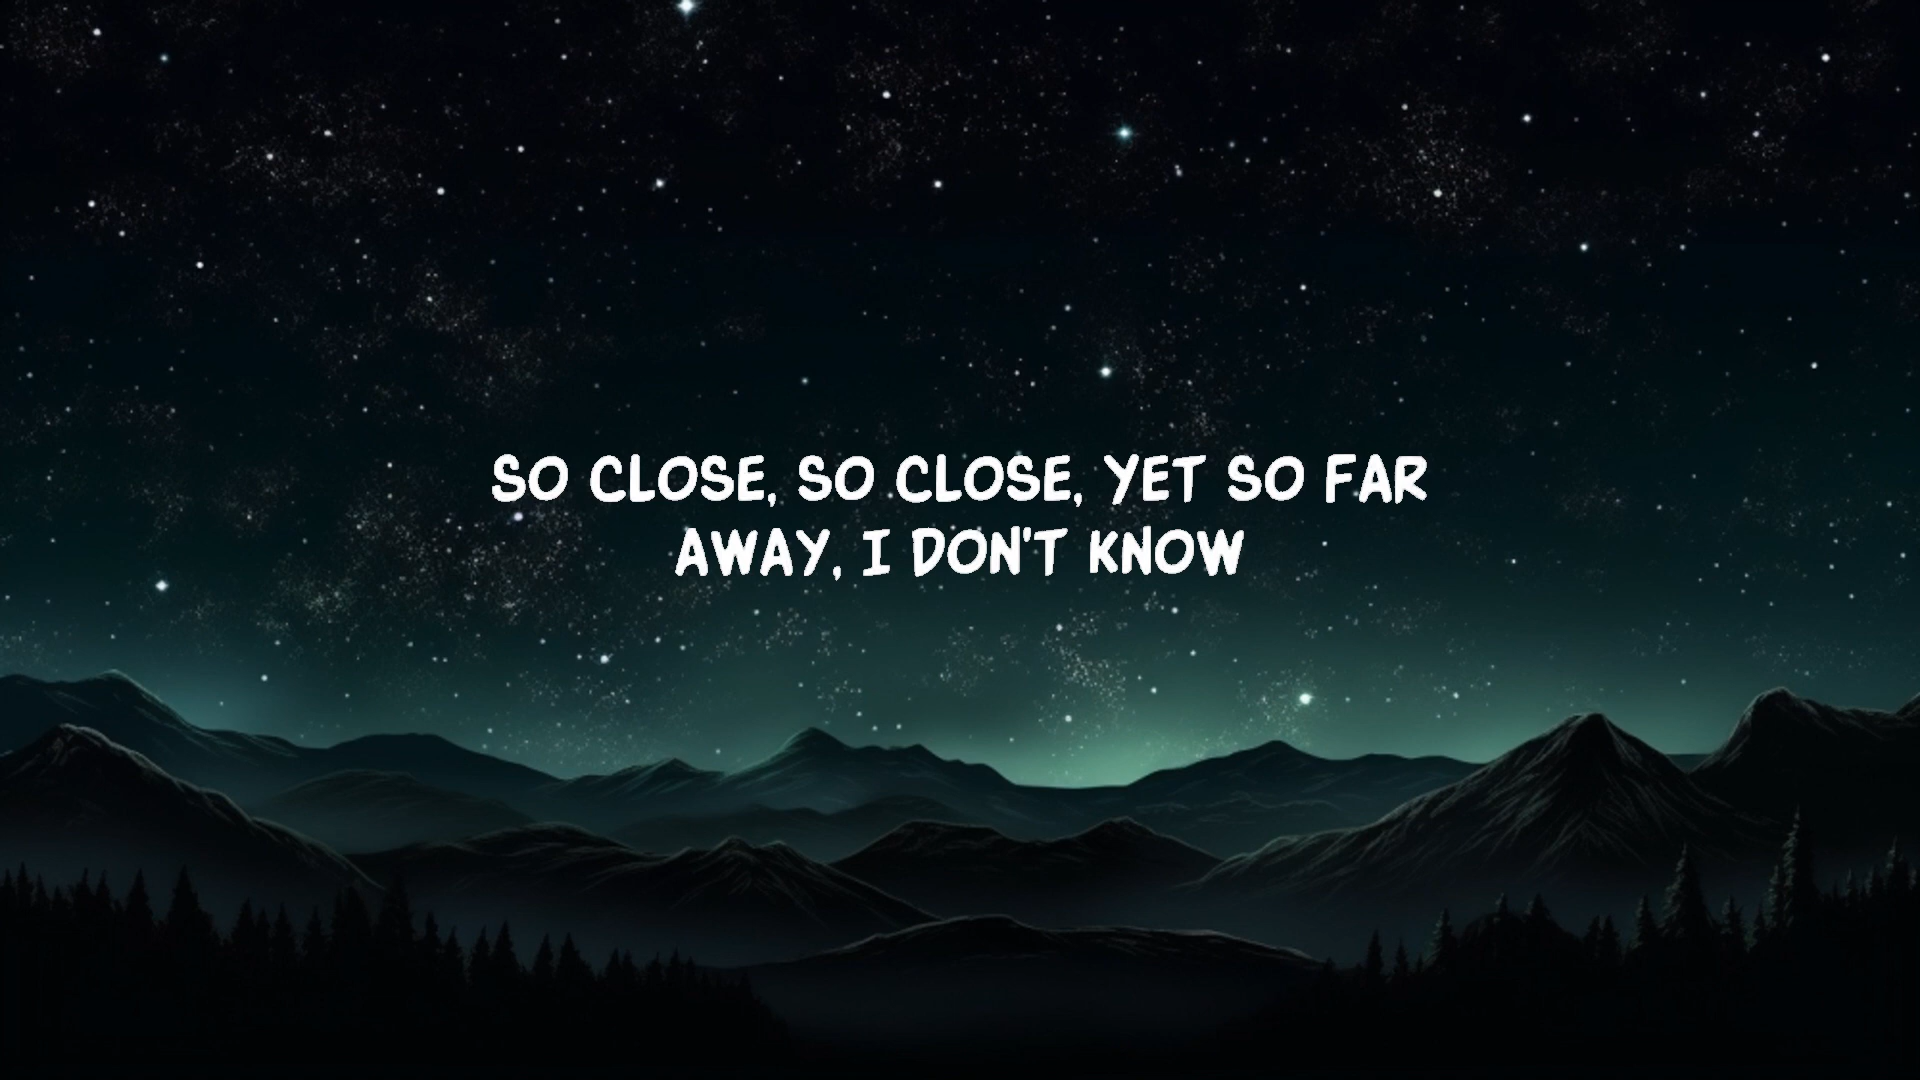 SO CLOSE, SO CLOSE, YET SO FAR
AWAY, I DON'T KNOW